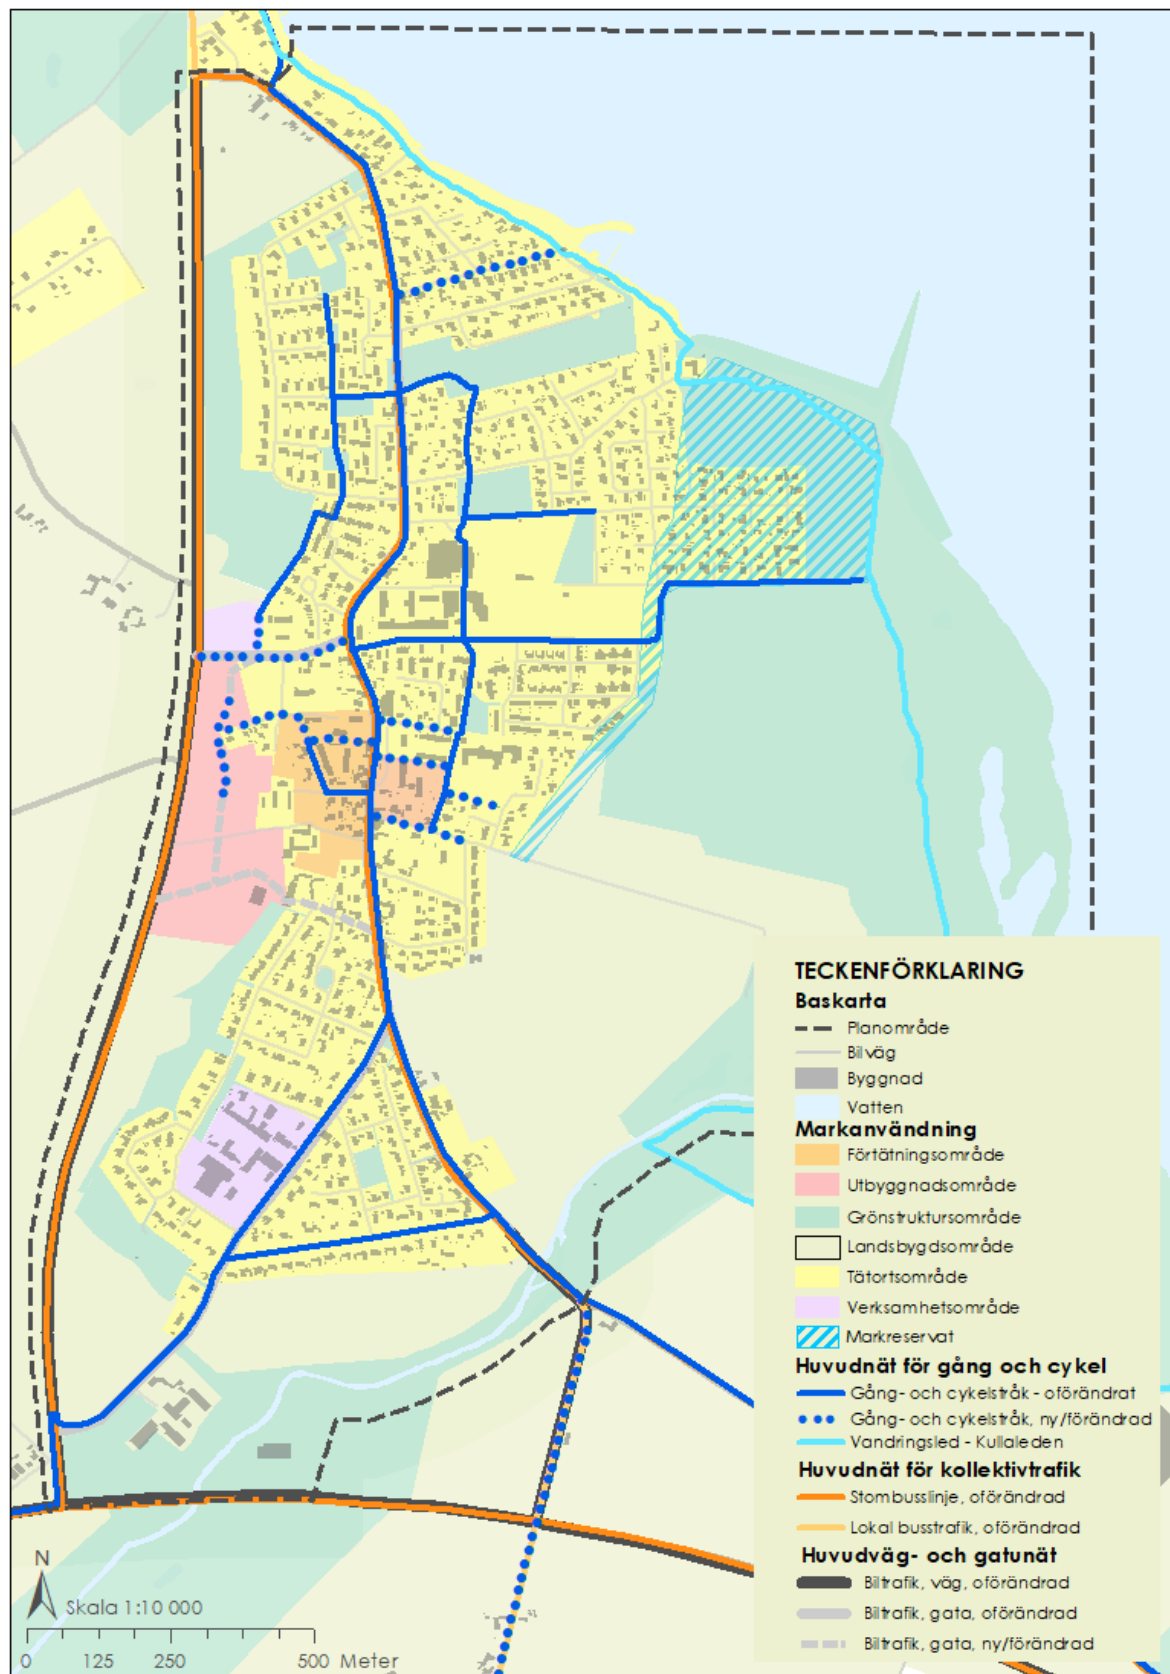 TECKENFÖRKLARING
Baskarta
Planområde
Bilväg
Byggnad
Vatten
Markanvändning
Förtätningsområde
Utbyggnadsområde
Grönstruktursområde
Landsbygdsområde
Tätortsområde
Verksamhetsområde
Markreservat
Huvudnät för gång och cykel
Gång- och cykelstråk - oförändrat
Gång- och cykelstråk, ny/förändrad
Vandringsled - Kullaleden
Huvudnät för kollektivtrafik
Stombusslinje, oförändrad
Lokal busstrafik, oförändrad
Huvudväg- och gatunät
Biltrafik, väg, oförändrad
Biltrafik, gata, oförändrad
Biltrafik, gata, ny/förändrad
N
Skala 1:10 000
0 125 250 500 Meter